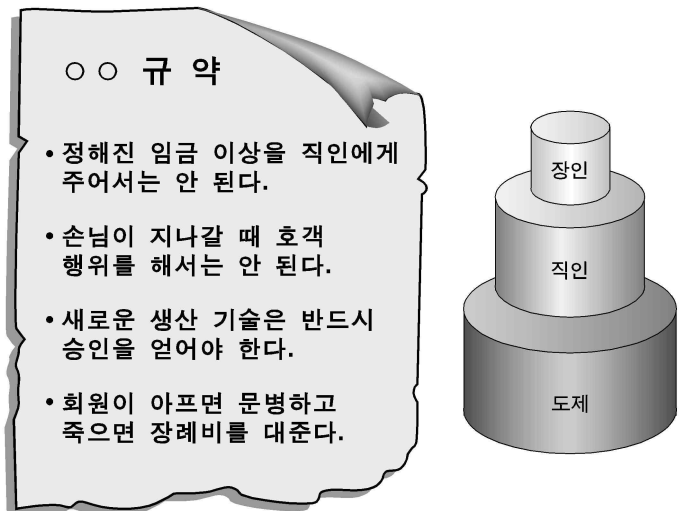 ○○ 규 약
• 정해진 임금 이상을 직인에게
주어서는 안 된다.
• 손님이 지나갈 때 호객
행위를 해서는 안 된다.
• 새로운 생산 기술은 반드시
승인을 얻어야 한다.
• 회원이 아프면 문병하고
죽으면 장례비를 대준다.
장인
직인
도제